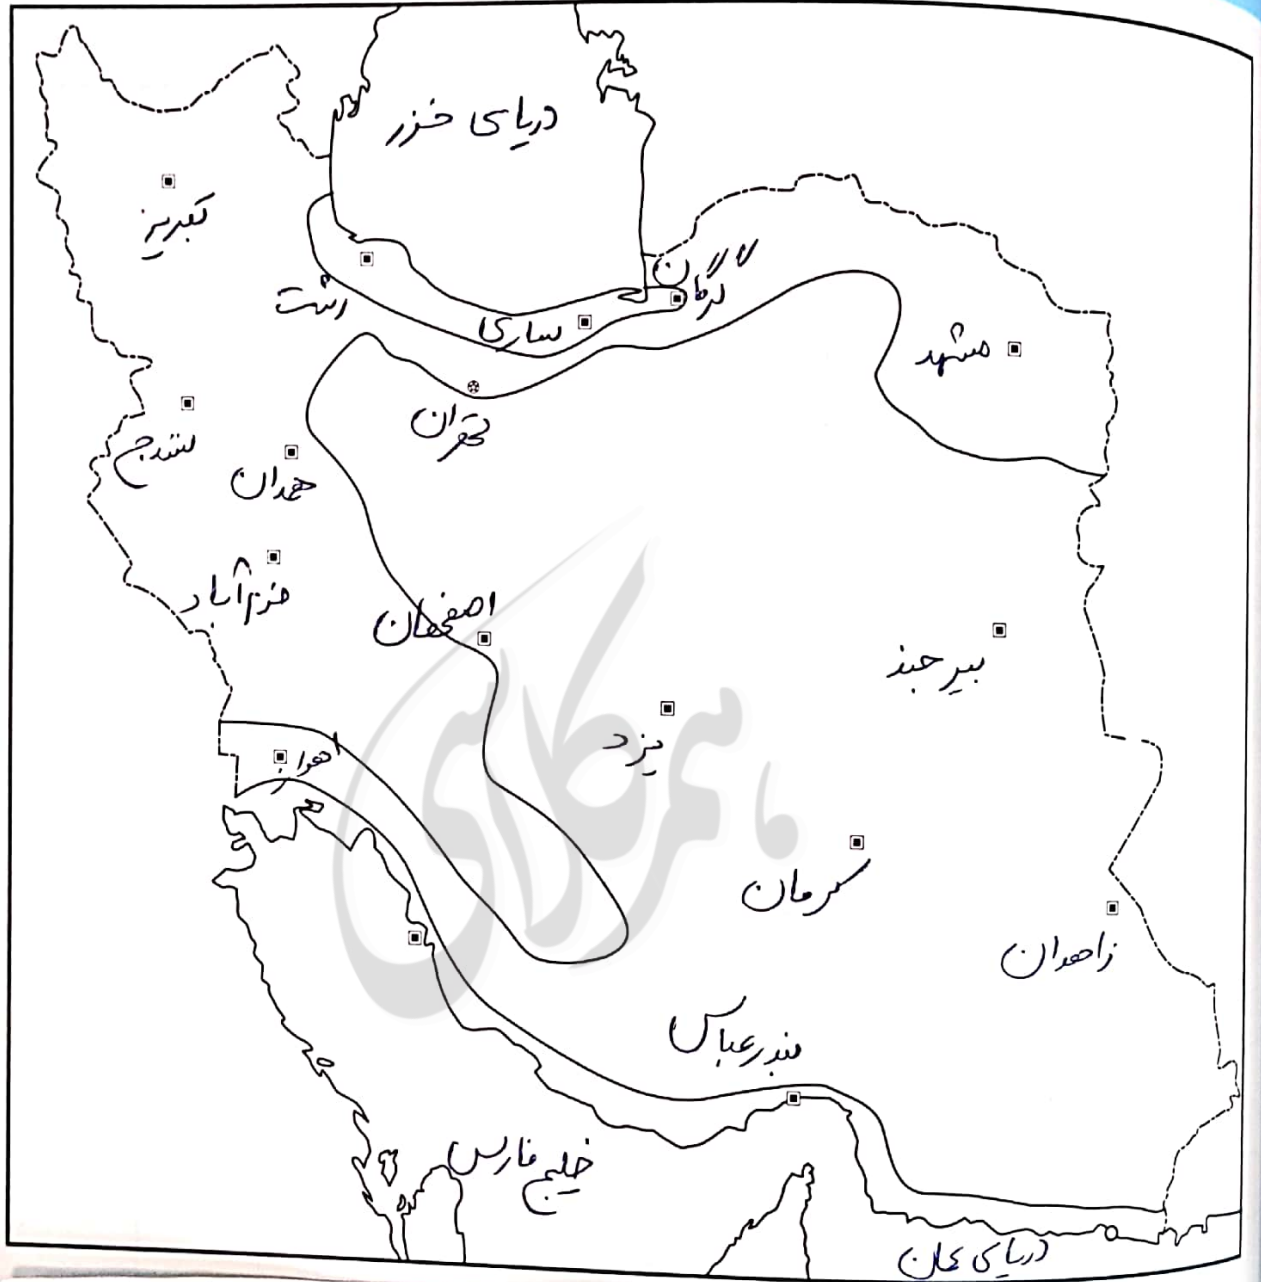 دریای خزر
تبریز
رشت
گرگان
ساری
مشهد
تهران
سنندج
همدان
خرم‌آباد
اصفهان
بیرجند
یزد
اهواز
کرمان
زاهدان
بندرعباس
خلیج فارس
دریای عمان
ماهمرکلاسی